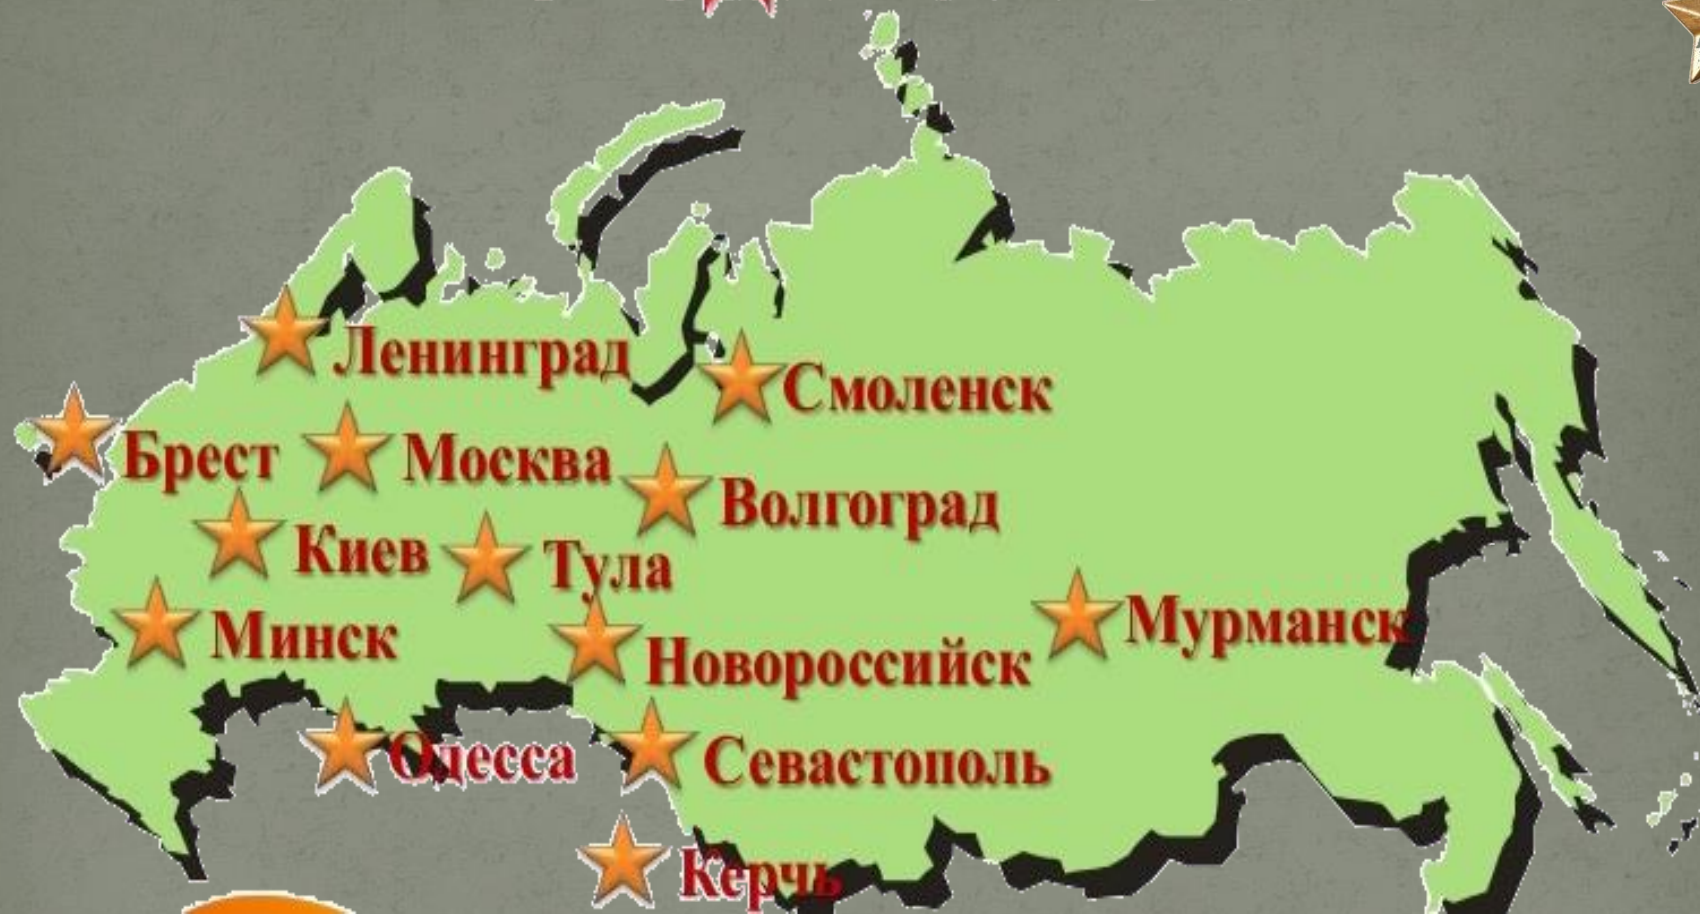 Ленинград
Смоленск
Брест
Москва
Волгоград
Киев
Тула
Минск
Новороссийск
Мурманск
Одесса
Севастополь
Керчь